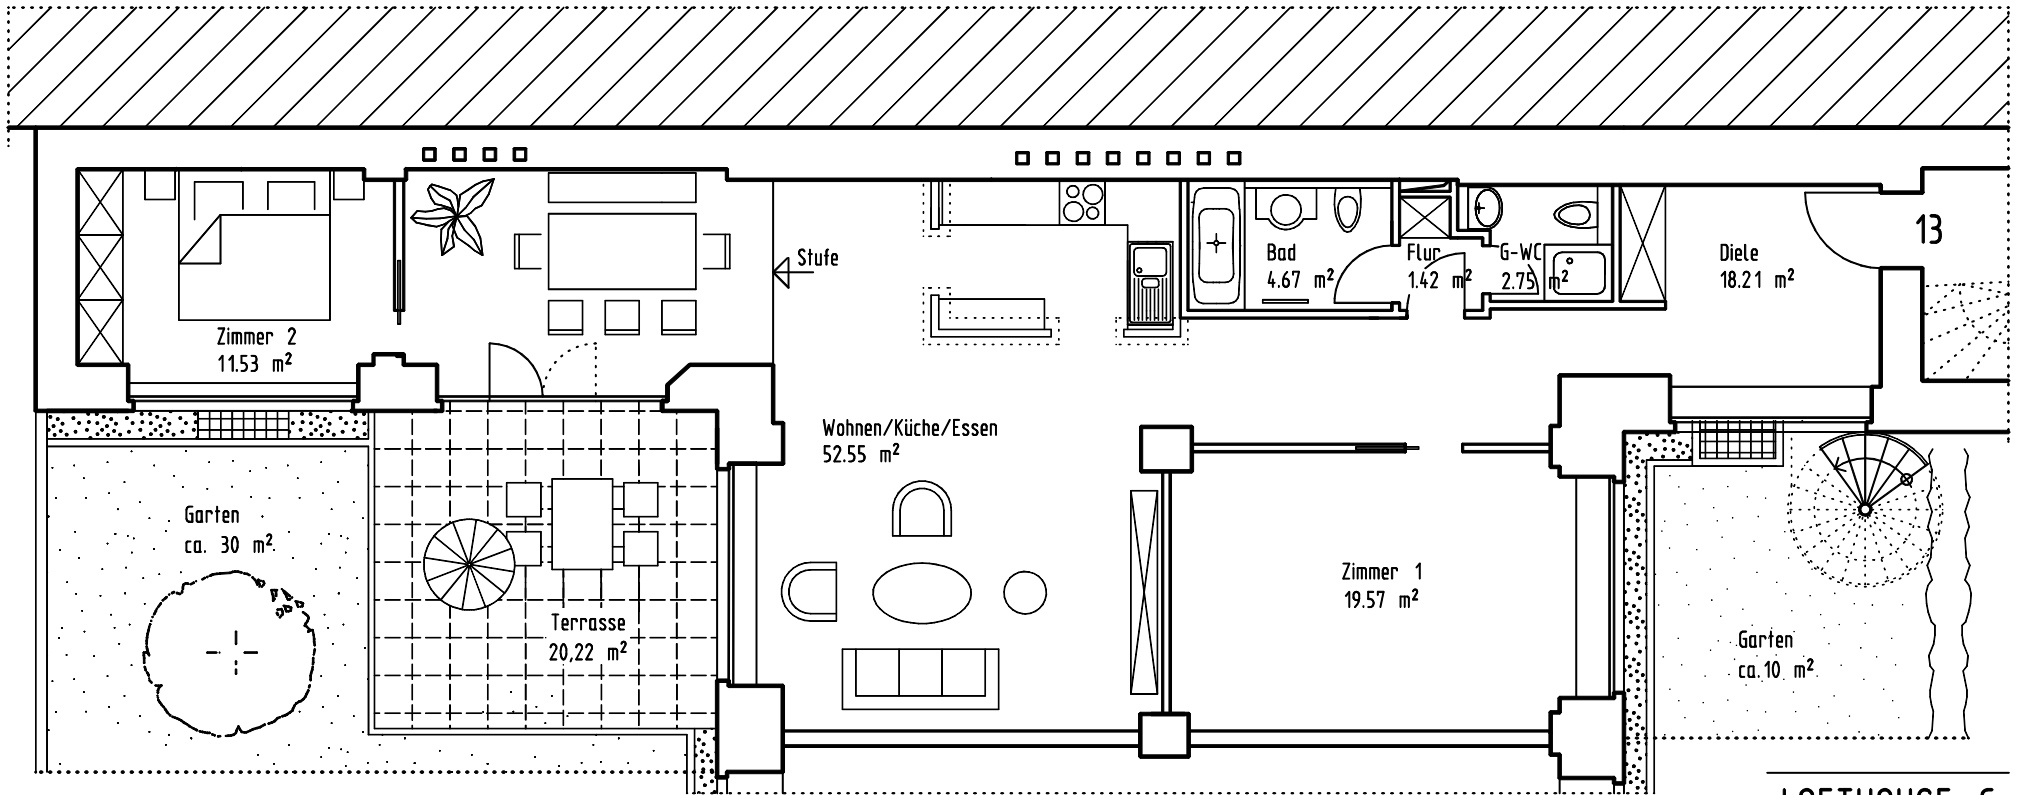 13
Stufe
Bad
4.67 m²
Flur
1.42 m²
G-WC
2.75 m²
Diele
18.21 m²
Zimmer 2
11.53 m²
Wohnen/Küche/Essen
52.55 m²
Garten
ca. 30 m²
Zimmer 1
19.57 m²
Terrasse
20,22 m²
Garten
ca.10 m²